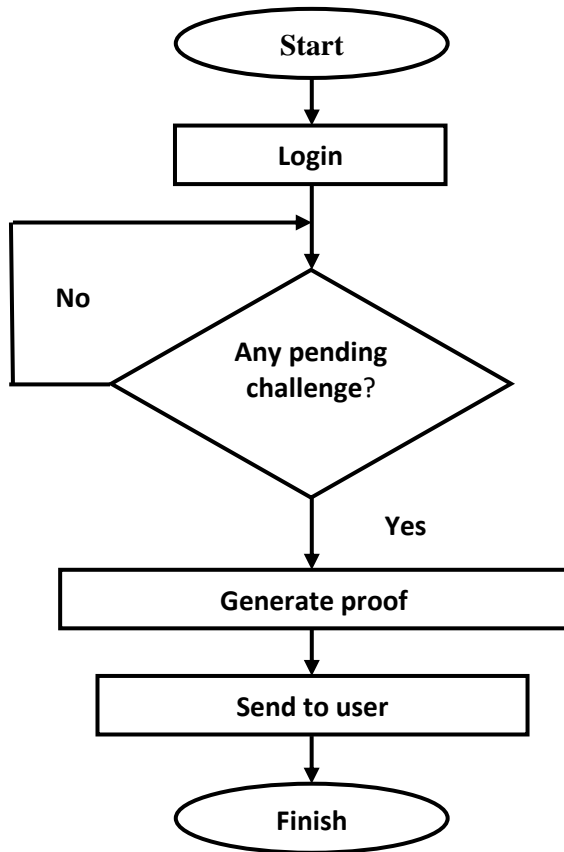 Start
Login
No
Any pending
challenge?
Yes
Generate proof
Send to user
Finish